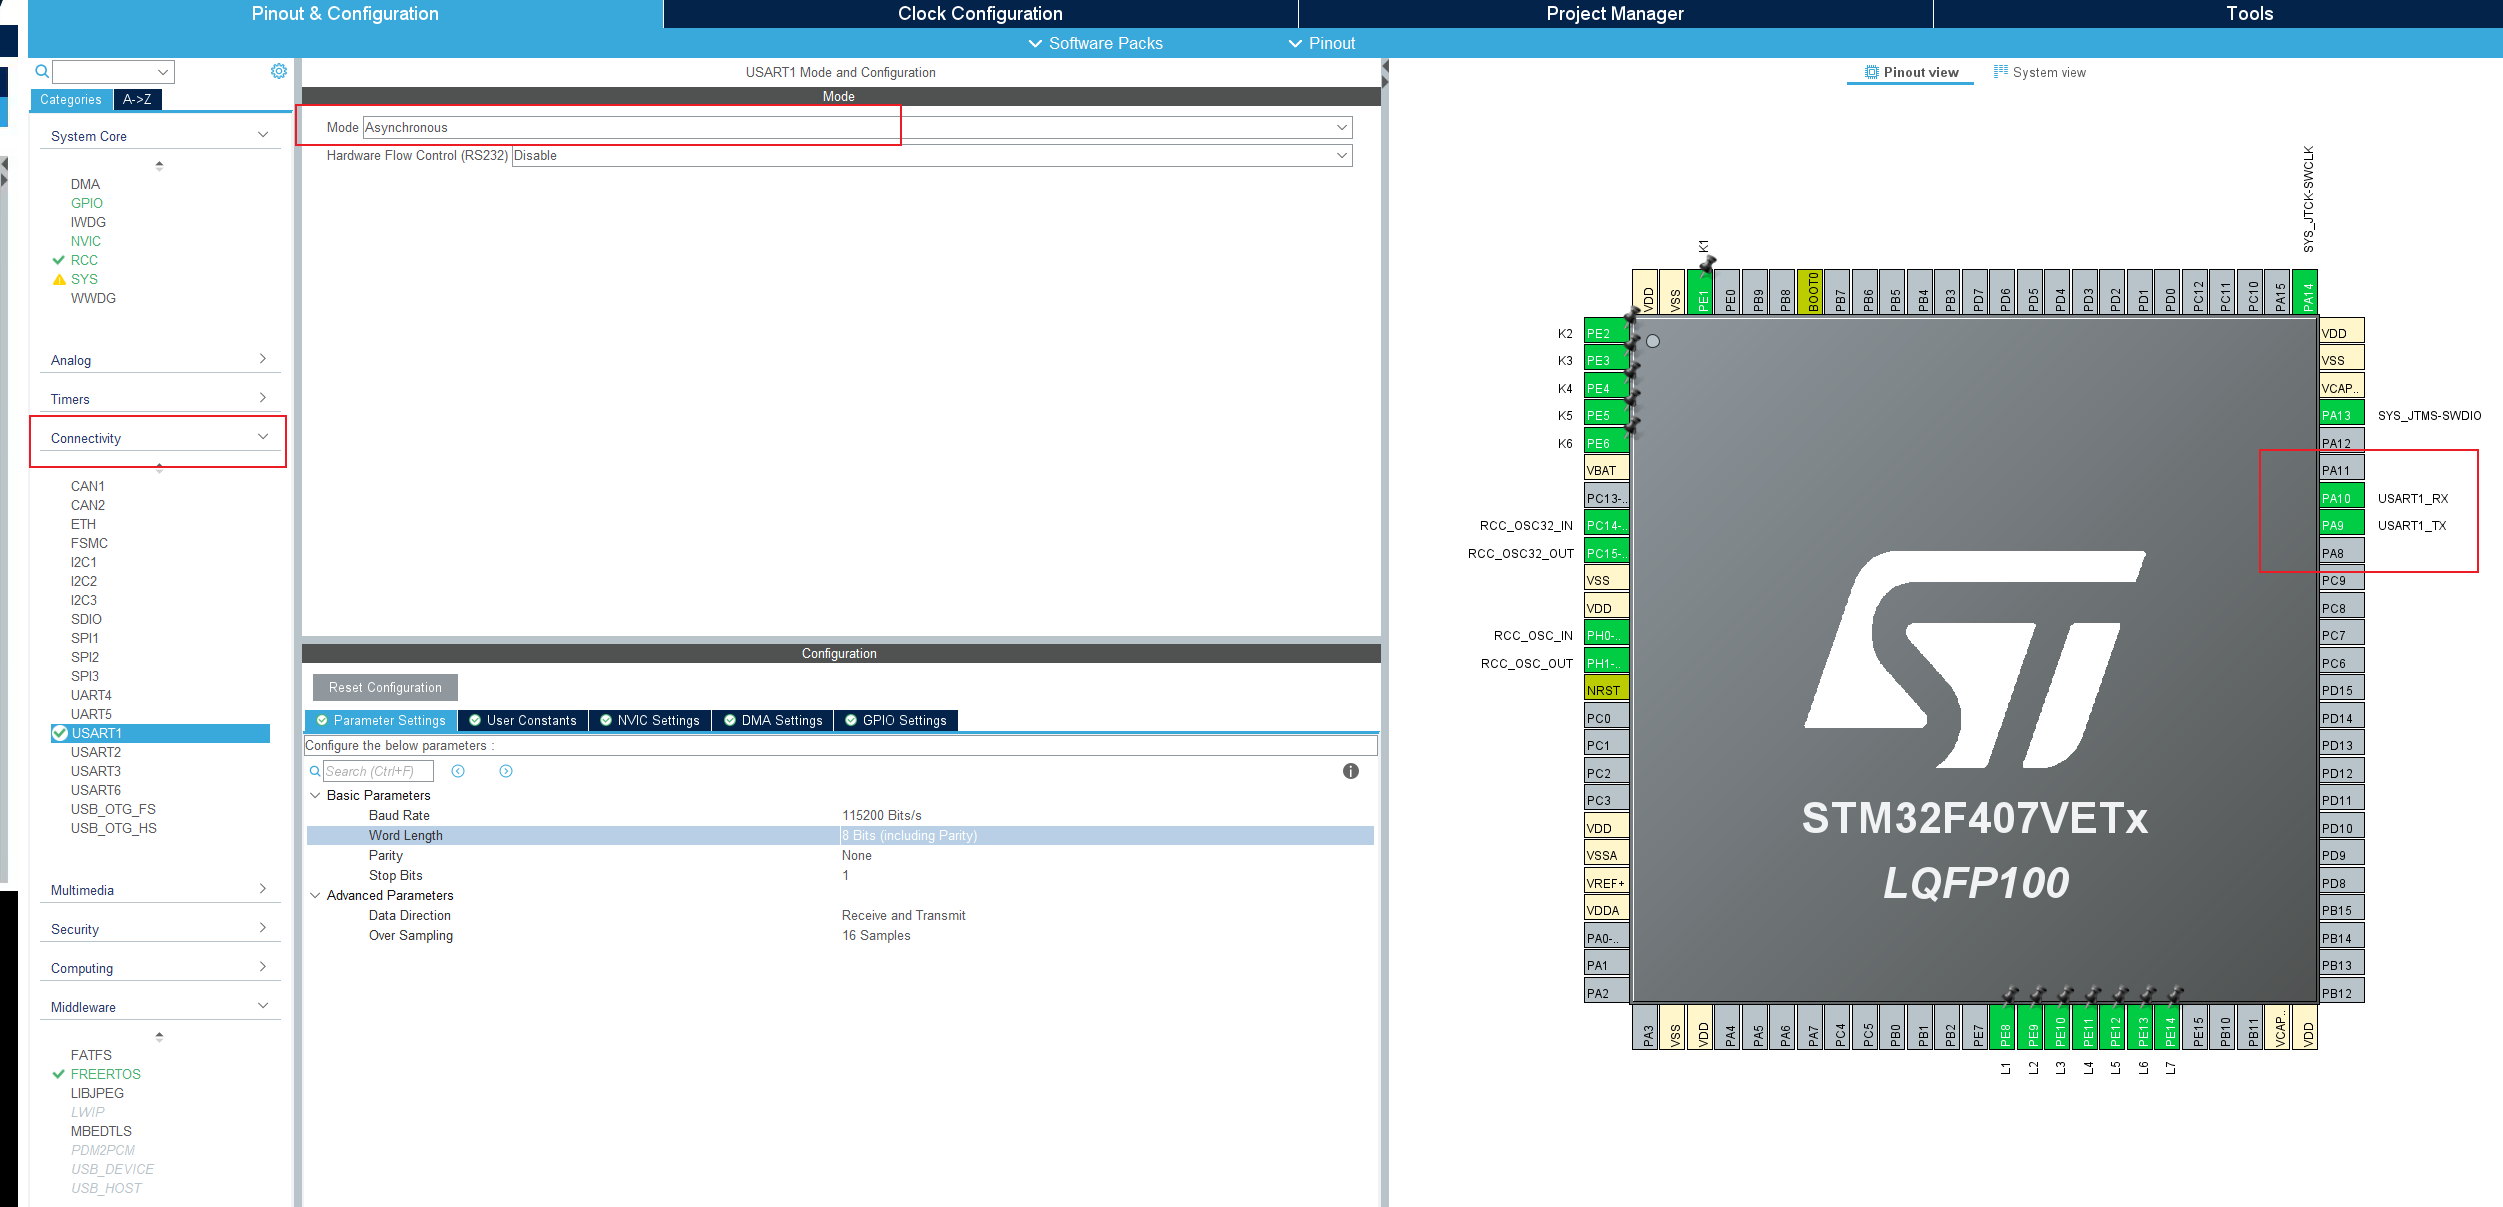 Pinout & Configuration
Clock Configuration
Project Manager
Tools
Software Packs
Pinout
Categories
A->Z
System Core
DMA
GPIO
IWDG
NVIC
RCC
SYS
WWDG
Analog
Timers
Connectivity
CAN1
CAN2
ETH
FSMC
I2C1
I2C2
I2C3
SDIO
SPI1
SPI2
SPI3
UART4
UART5
USART1
USART2
USART3
USART6
USB_OTG_FS
USB_OTG_HS
Multimedia
Security
Computing
Middleware
FATFS
FREERTOS
LIBJPEG
LWIP
MBEDTLS
PDM2PCM
USB_DEVICE
USB_HOST
USART1 Mode and Configuration
Mode
Mode Asynchronous
Hardware Flow Control (RS232) Disable
Configuration
Reset Configuration
Parameter Settings
User Constants
NVIC Settings
DMA Settings
GPIO Settings
Configure the below parameters :
Search (Ctrl+F)
Basic Parameters
Baud Rate 115200 Bits/s
Word Length 8 Bits (including Parity)
Parity None
Stop Bits 1
Advanced Parameters
Data Direction Receive and Transmit
Over Sampling 16 Samples
Pinout view
System view
SYS_JTCK-SWCLK
K1
VDD
VSS
PE1
PE0
PB9
PB8
BOOT0
PB7
PB6
PB5
PB4
PB3
PD7
PD6
PD5
PD4
PD3
PD2
PD1
PD0
PC12
PC11
PC10
PA15
PA14
K2 PE2
K3 PE3
K4 PE4
K5 PE5
K6 PE6
VBAT
PC13-..
RCC_OSC32_IN PC14-..
RCC_OSC32_OUT PC15-..
VSS
VDD
RCC_OSC_IN PH0-..
RCC_OSC_OUT PH1-..
NRST
PC0
PC1
PC2
PC3
VDD
VSSA
VREF+
VDDA
PA0-..
PA1
PA2
STM32F407VETx
LQFP100
VDD
VSS
VCAP..
PA13 SYS_JTMS-SWDIO
PA12
PA11
PA10 USART1_RX
PA9 USART1_TX
PA8
PC9
PC8
PC7
PC6
PD15
PD14
PD13
PD12
PD11
PD10
PD9
PD8
PB15
PB14
PB13
PB12
PA3
VSS
VDD
PA4
PA5
PA6
PA7
PC4
PC5
PB0
PB1
PB2
PE7
PE8
PE9
PE10
PE11
PE12
PE13
PE14
PE15
PB10
PB11
VCAP..
VDD
L1
L2
L3
L4
L5
L6
L7